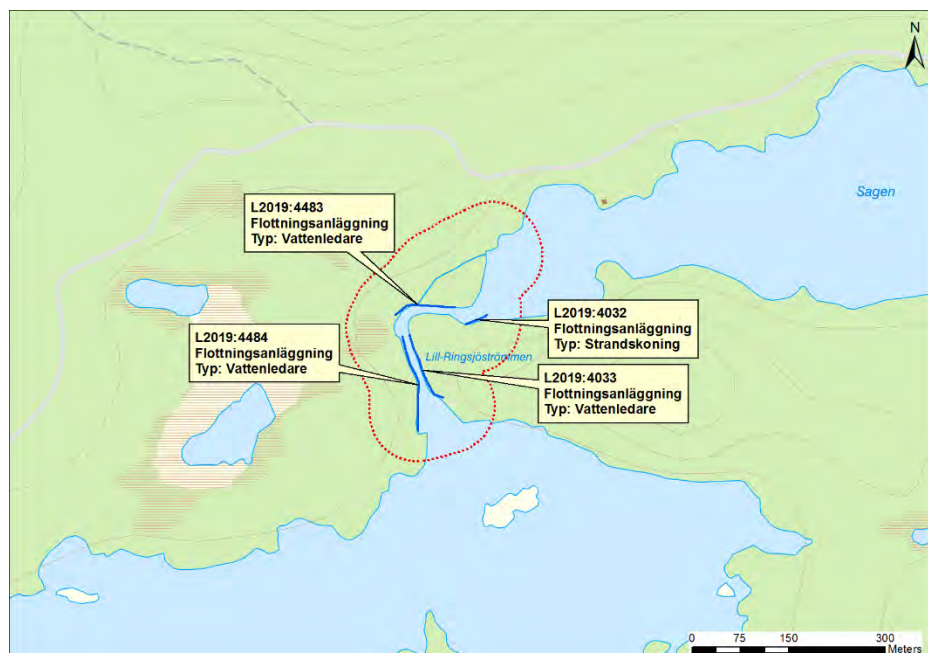 N
Sagen
L2019:4483
Flottningsanläggning
Typ: Vattenledare
L2019:4032
Flottningsanläggning
Typ: Strandskoning
L2019:4484
Flottningsanläggning
Typ: Vattenledare
Lill-Ringsjöströmmen
L2019:4033
Flottningsanläggning
Typ: Vattenledare
0 75 150 300
Meters